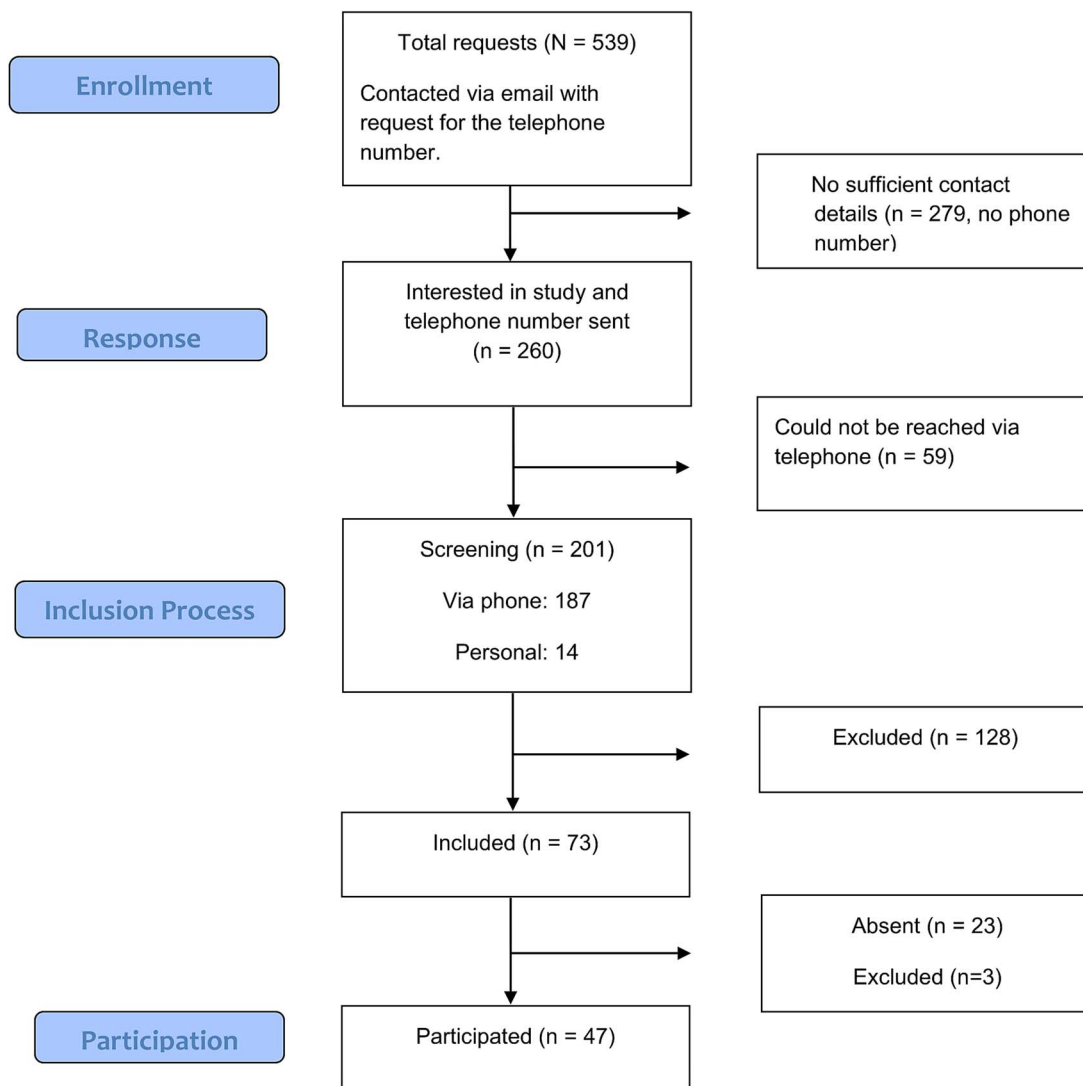 Enrollment
Total requests (N = 539)
Contacted via email with
request for the telephone
number.
No sufficient contact
details (n = 279, no phone
number)
Response
Interested in study and
telephone number sent
(n = 260)
Could not be reached via
telephone (n = 59)
Inclusion Process
Screening (n = 201)
Via phone: 187
Personal: 14
Excluded (n = 128)
Included (n = 73)
Absent (n = 23)
Excluded (n=3)
Participation
Participated (n = 47)